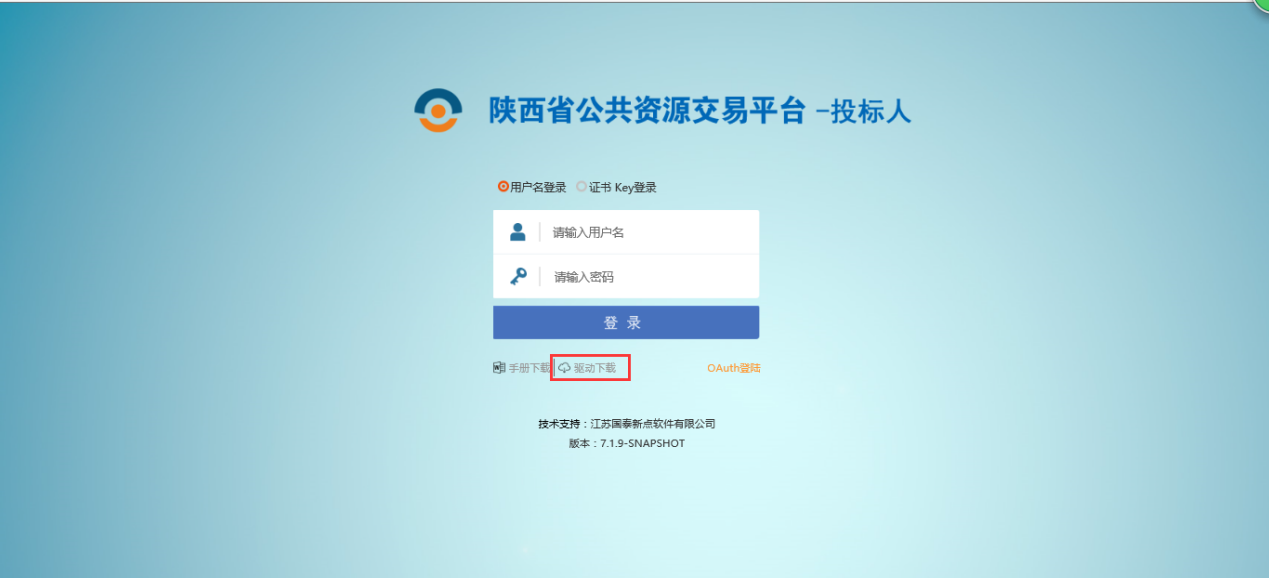 陕西省公共资源交易平台 –投标人
用户名登录 证书 Key登录
请输入用户名
请输入密码
登 录
手册下载 驱动下载 OAuth登陆
技术支持：江苏国泰新点软件有限公司
版本：7.1.9-SNAPSHOT